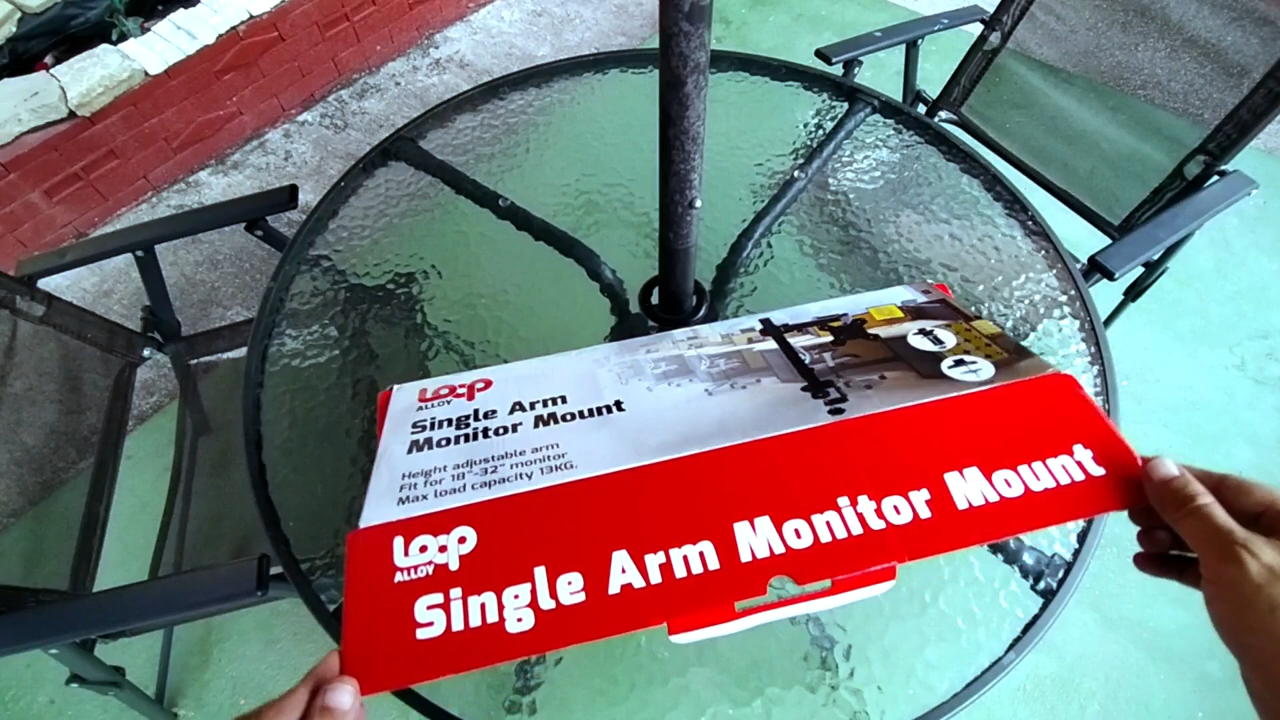 Loop
ALLOY
Single Arm
Monitor Mount
Height adjustable arm
Fit for 18"-32" monitor
Max load capacity 13KG.
Loop
ALLOY
Single Arm Monitor Mount